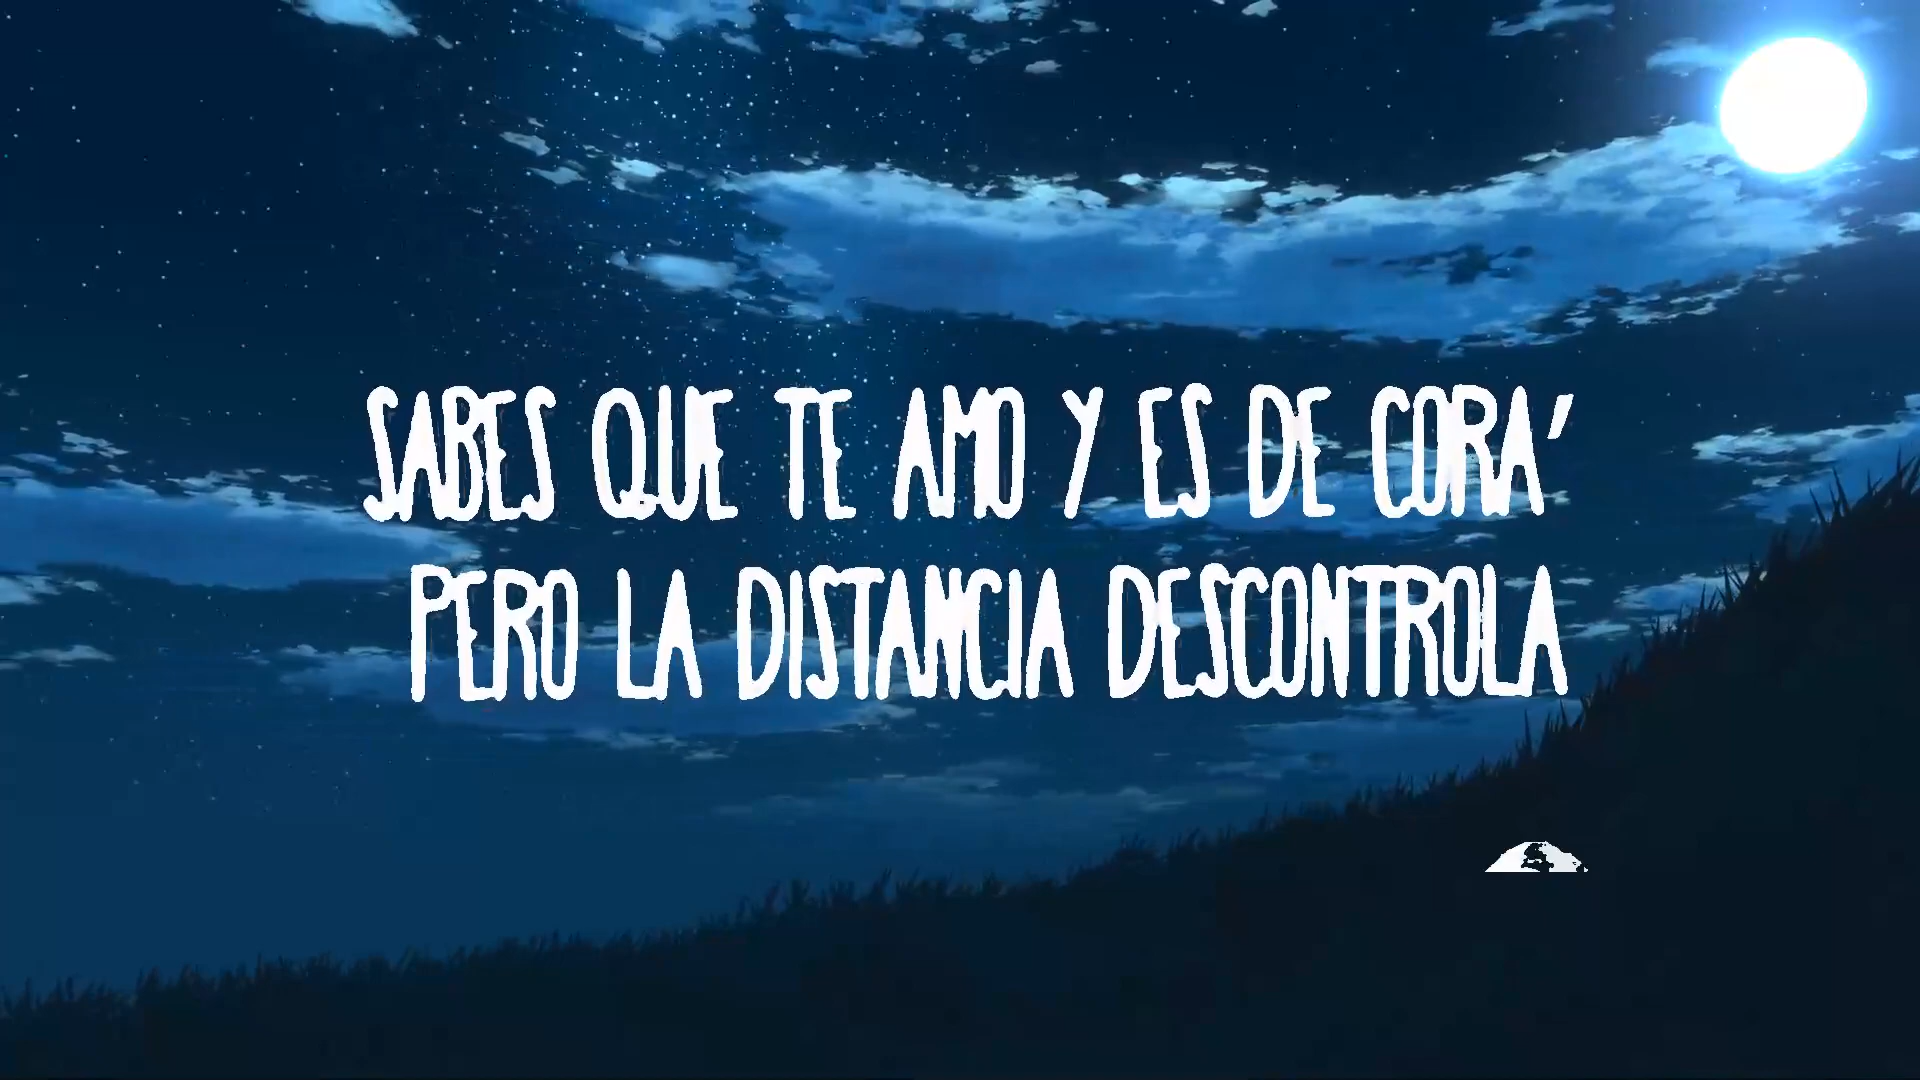 SABES QUE TE AMO Y ES DE CORA'
PERO LA DISTANCIA DESCONTROLA